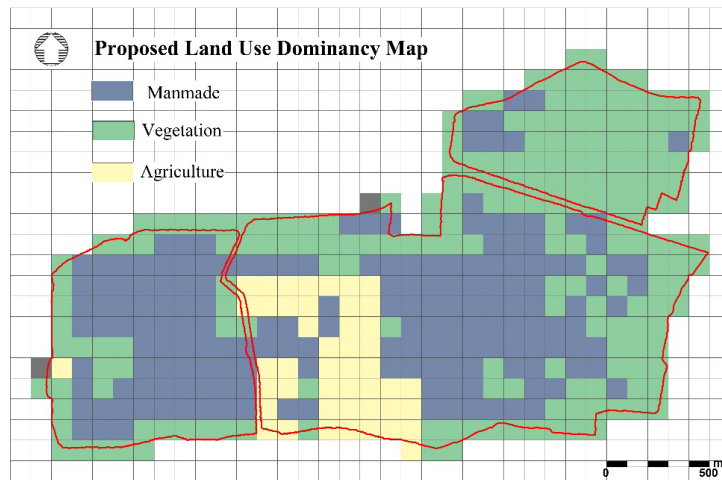 Proposed Land Use Dominancy Map
Manmade
Vegetation
Agriculture
m
0 500